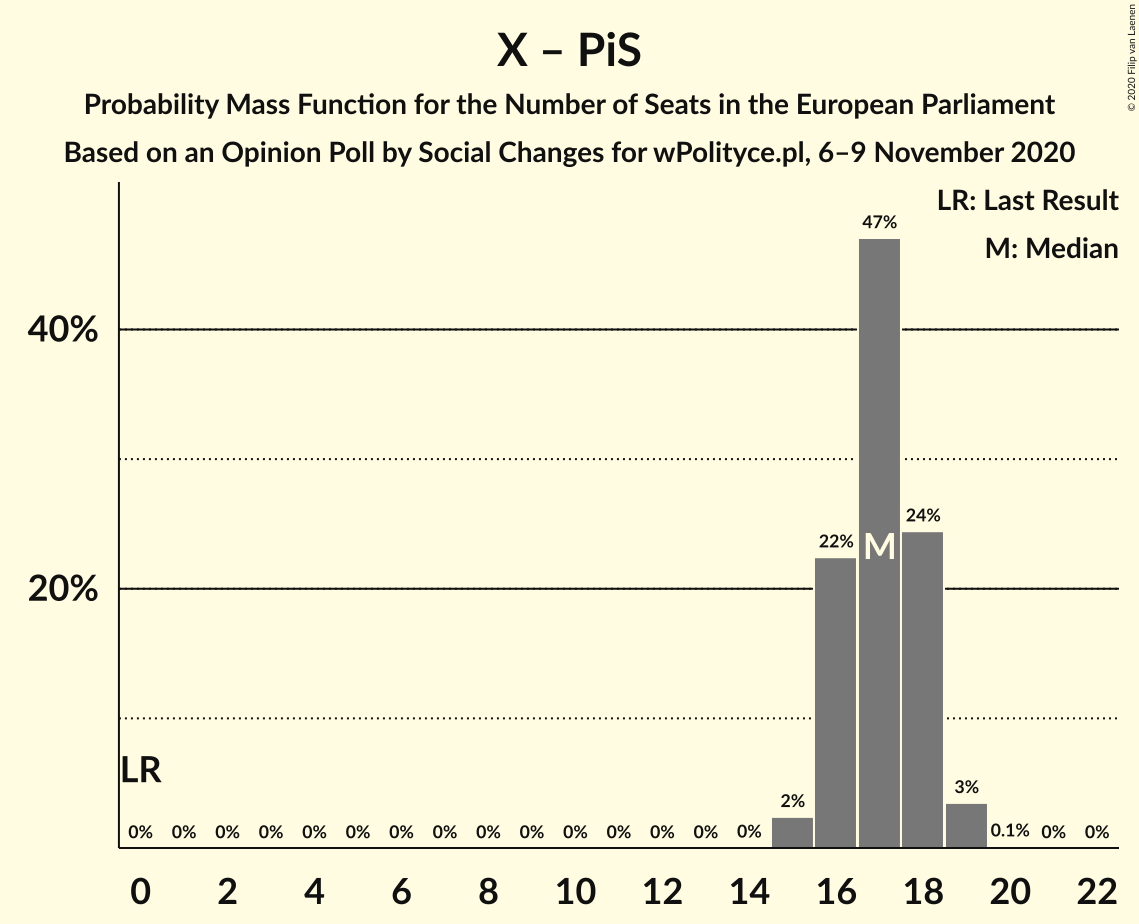 X – PiS
Probability Mass Function for the Number of Seats in the European Parliament
Based on an Opinion Poll by Social Changes for wPolityce.pl, 6–9 November 2020
© 2020 Filip van Laenen
LR: Last Result
M: Median
40%
20%
47%
22%
M
24%
LR
0% 0% 0% 0% 0% 0% 0% 0% 0% 0% 0% 0% 0% 0% 0% 2% 3% 0.1% 0% 0%
0 2 4 6 8 10 12 14 16 18 20 22